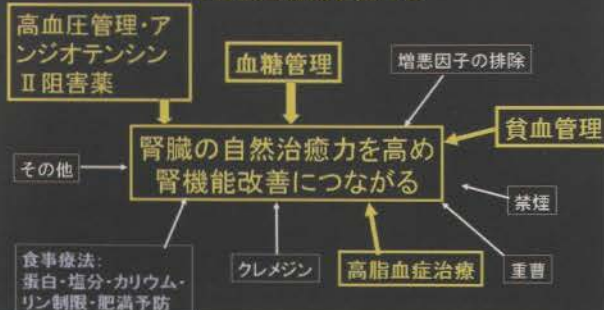 高血圧管理・ア
ンジオテンシン
Ⅱ阻害薬
血糖管理
増悪因子の排除
貧血管理
腎臓の自然治癒力を高め
腎機能改善につながる
その他
禁煙
食事療法:
蛋白・塩分・カリウム・
リン制限・肥満予防
クレメジン
高脂血症治療
重曹